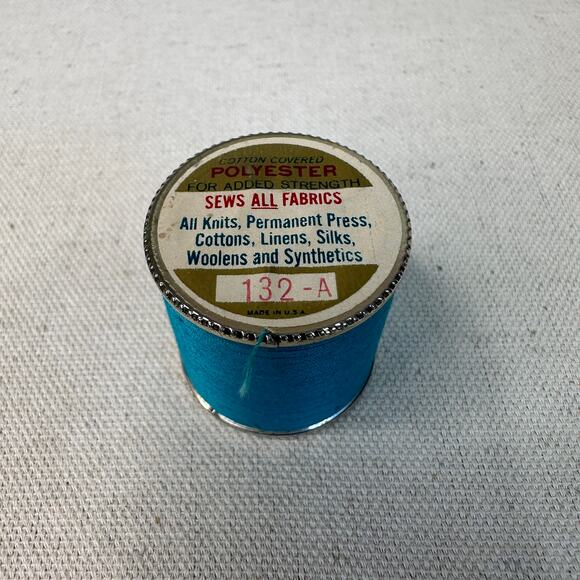 COTTON COVERED
POLYESTER
FOR ADDED STRENGTH
SEWS ALL FABRICS
All Knits, Permanent Press,
Cottons, Linens, Silks,
Woolens and Synthetics
132-A
MADE IN U.S.A.